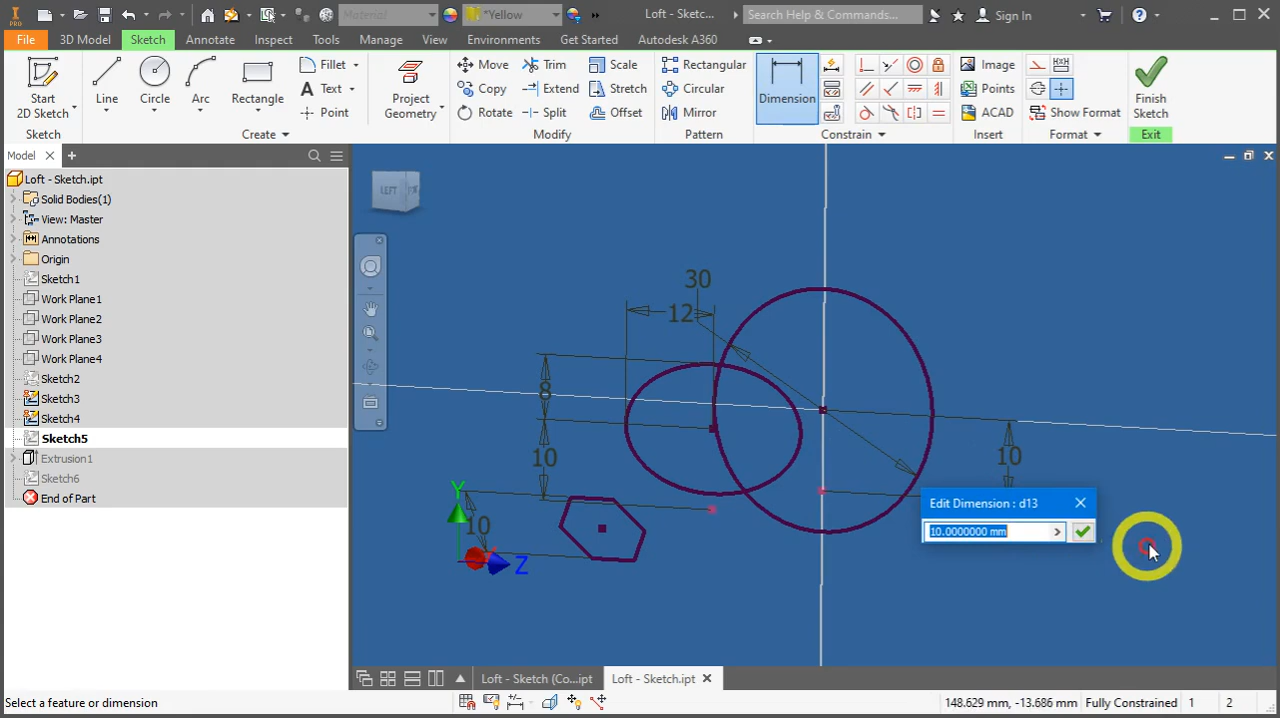 PRO
Material
*Yellow
Loft - Sketc...
Search Help & Commands...
Sign In
File
3D Model
Sketch
Annotate
Inspect
Tools
Manage
View
Environments
Get Started
Autodesk A360
Start
2D Sketch
Line
Circle
Arc
Rectangle
Fillet
Text
Point
Project
Geometry
Move
Copy
Rotate
Trim
Extend
Split
Scale
Stretch
Offset
Rectangular
Circular
Mirror
Dimension
Image
Points
ACAD
Show Format
Finish
Sketch
Sketch
Create
Modify
Pattern
Constrain
Insert
Format
Exit
Model
Loft - Sketch.ipt
Solid Bodies(1)
View: Master
Annotations
Origin
Sketch1
Work Plane1
Work Plane2
Work Plane3
Work Plane4
Sketch2
Sketch3
Sketch4
Sketch5
Extrusion1
Sketch6
End of Part
LEFT
30
12
8
10
10
10
Y
Z
Edit Dimension : d13
10.0000000 mm
Loft - Sketch (Co...ipt
Loft - Sketch.ipt
Select a feature or dimension
148.629 mm, -13.686 mm
Fully Constrained
1
2